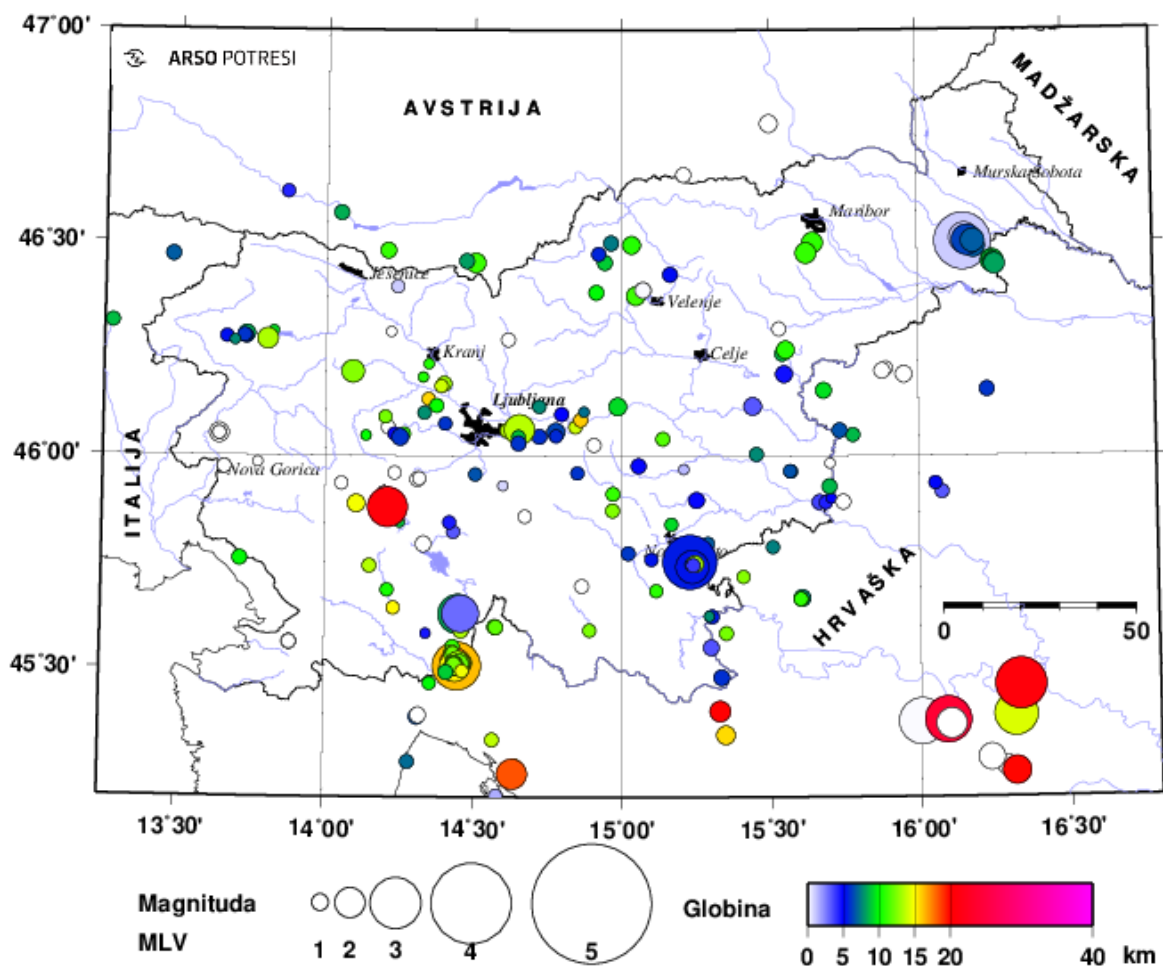 47°00'
ARSO POTRESI
AVSTRIJA
MADŽARSKA
Murska Sobota
Maribor
46°30'
Jesenice
Velenje
Kranj
Celje
Ljubljana
46°00'
Nova Gorica
ITALIJA
HRVAŠKA
0 50
45°30'
13°30' 14°00' 14°30' 15°00' 15°30' 16°00' 16°30'
Magnituda
MLV
1 2 3 4 5
Globina
0 5 10 15 20 40 km